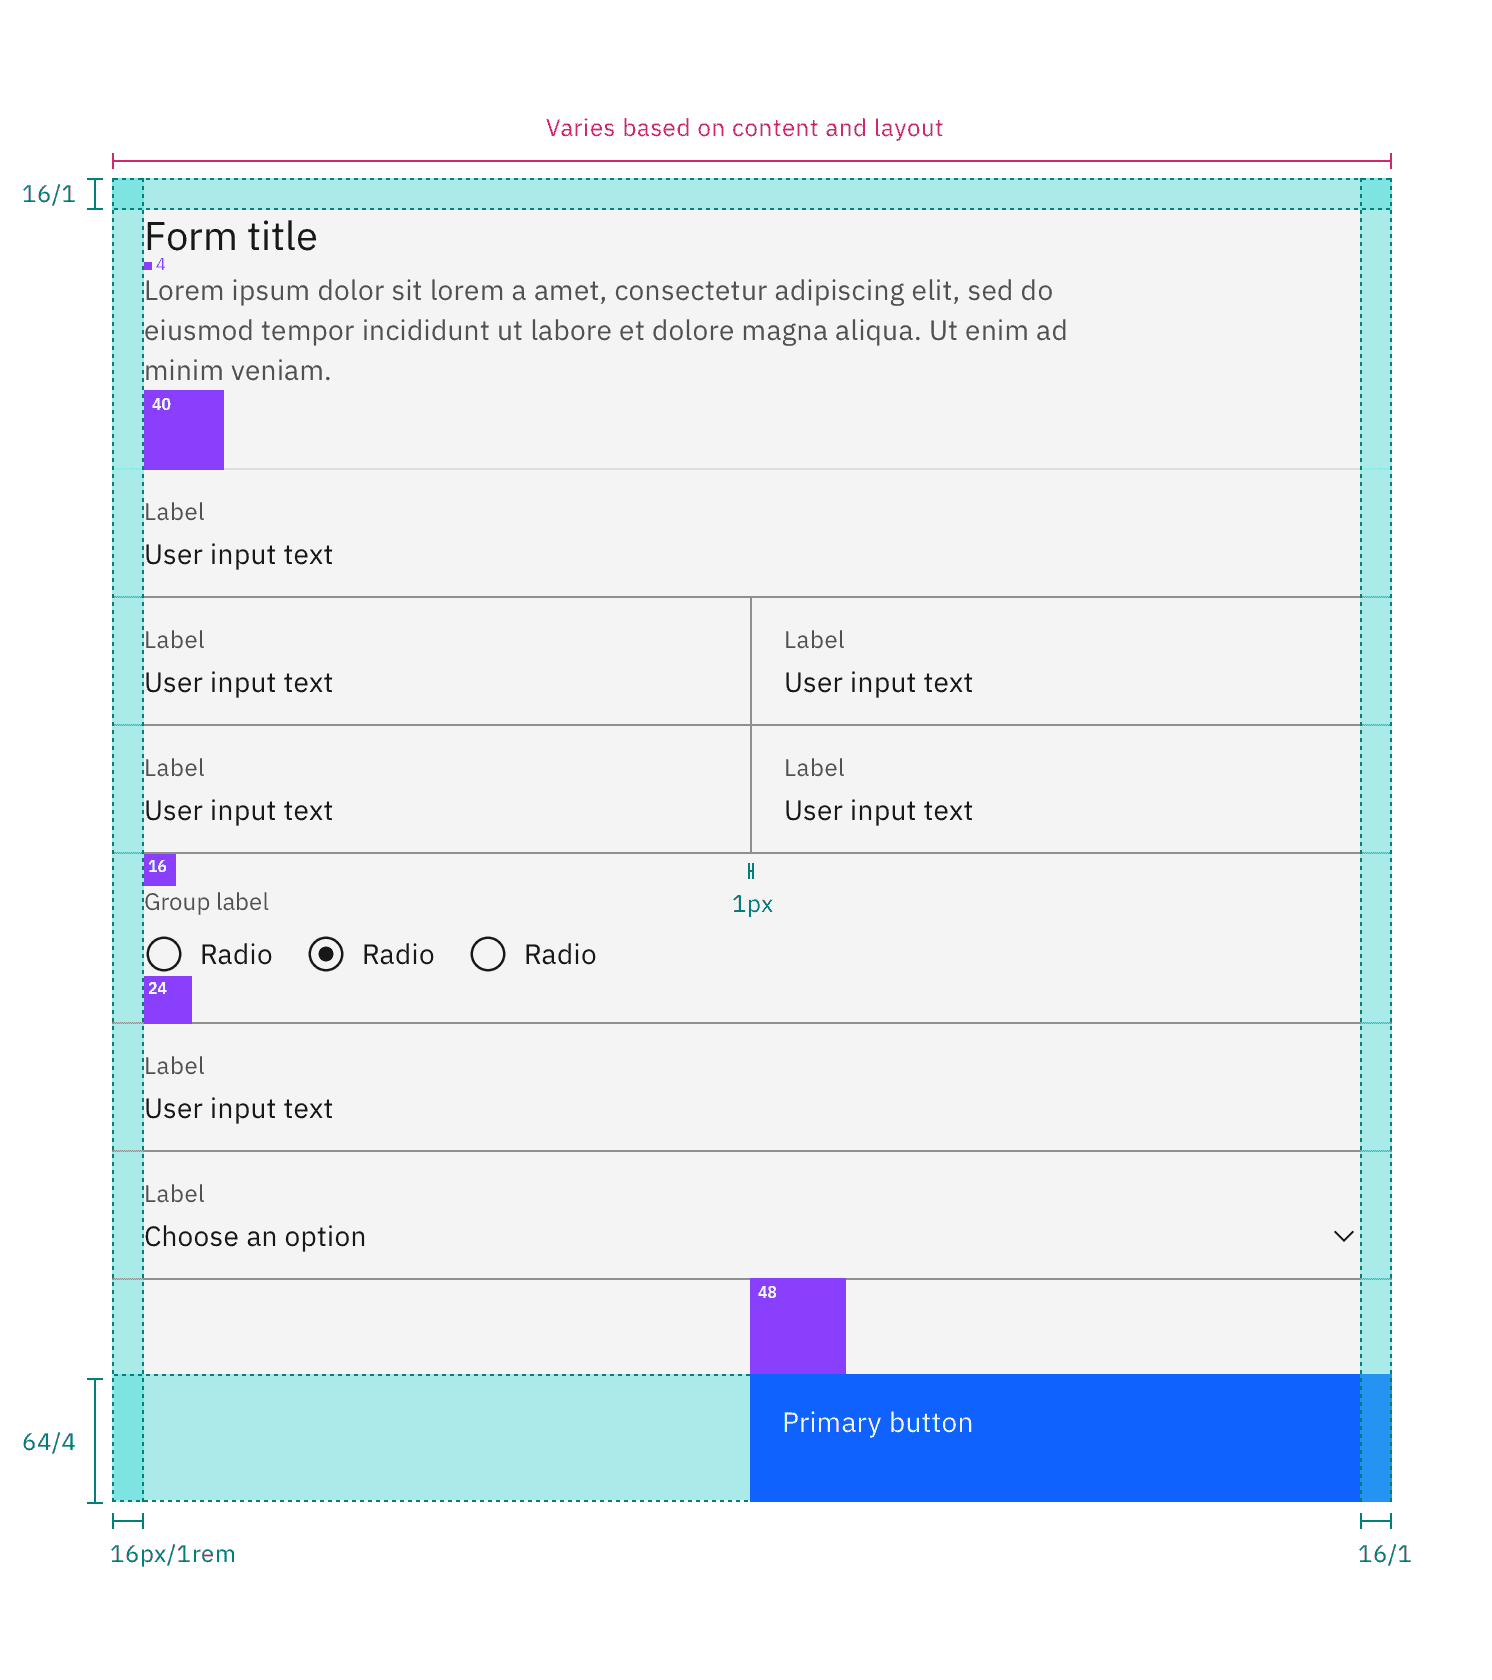 Varies based on content and layout
16/1
Form title
4
Lorem ipsum dolor sit lorem a amet, consectetur adipiscing elit, sed do
eiusmod tempor incididunt ut labore et dolore magna aliqua. Ut enim ad
minim veniam.
40
Label
User input text
Label
Label
User input text
User input text
Label
Label
User input text
User input text
16
Group label
1px
Radio
Radio
Radio
24
Label
User input text
Label
Choose an option
48
64/4
Primary button
16px/1rem
16/1